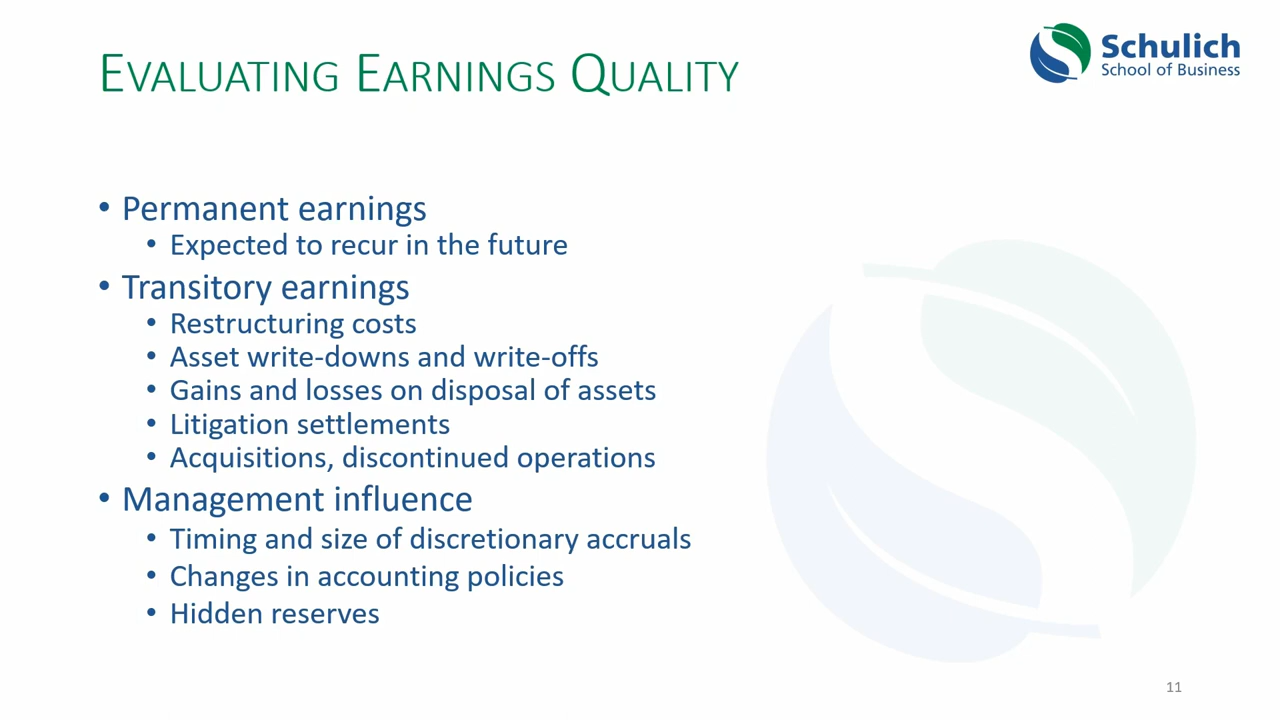 EVALUATING EARNINGS QUALITY
Schulich
School of Business
• Permanent earnings
• Expected to recur in the future
• Transitory earnings
• Restructuring costs
• Asset write-downs and write-offs
• Gains and losses on disposal of assets
• Litigation settlements
• Acquisitions, discontinued operations
• Management influence
• Timing and size of discretionary accruals
• Changes in accounting policies
• Hidden reserves
11